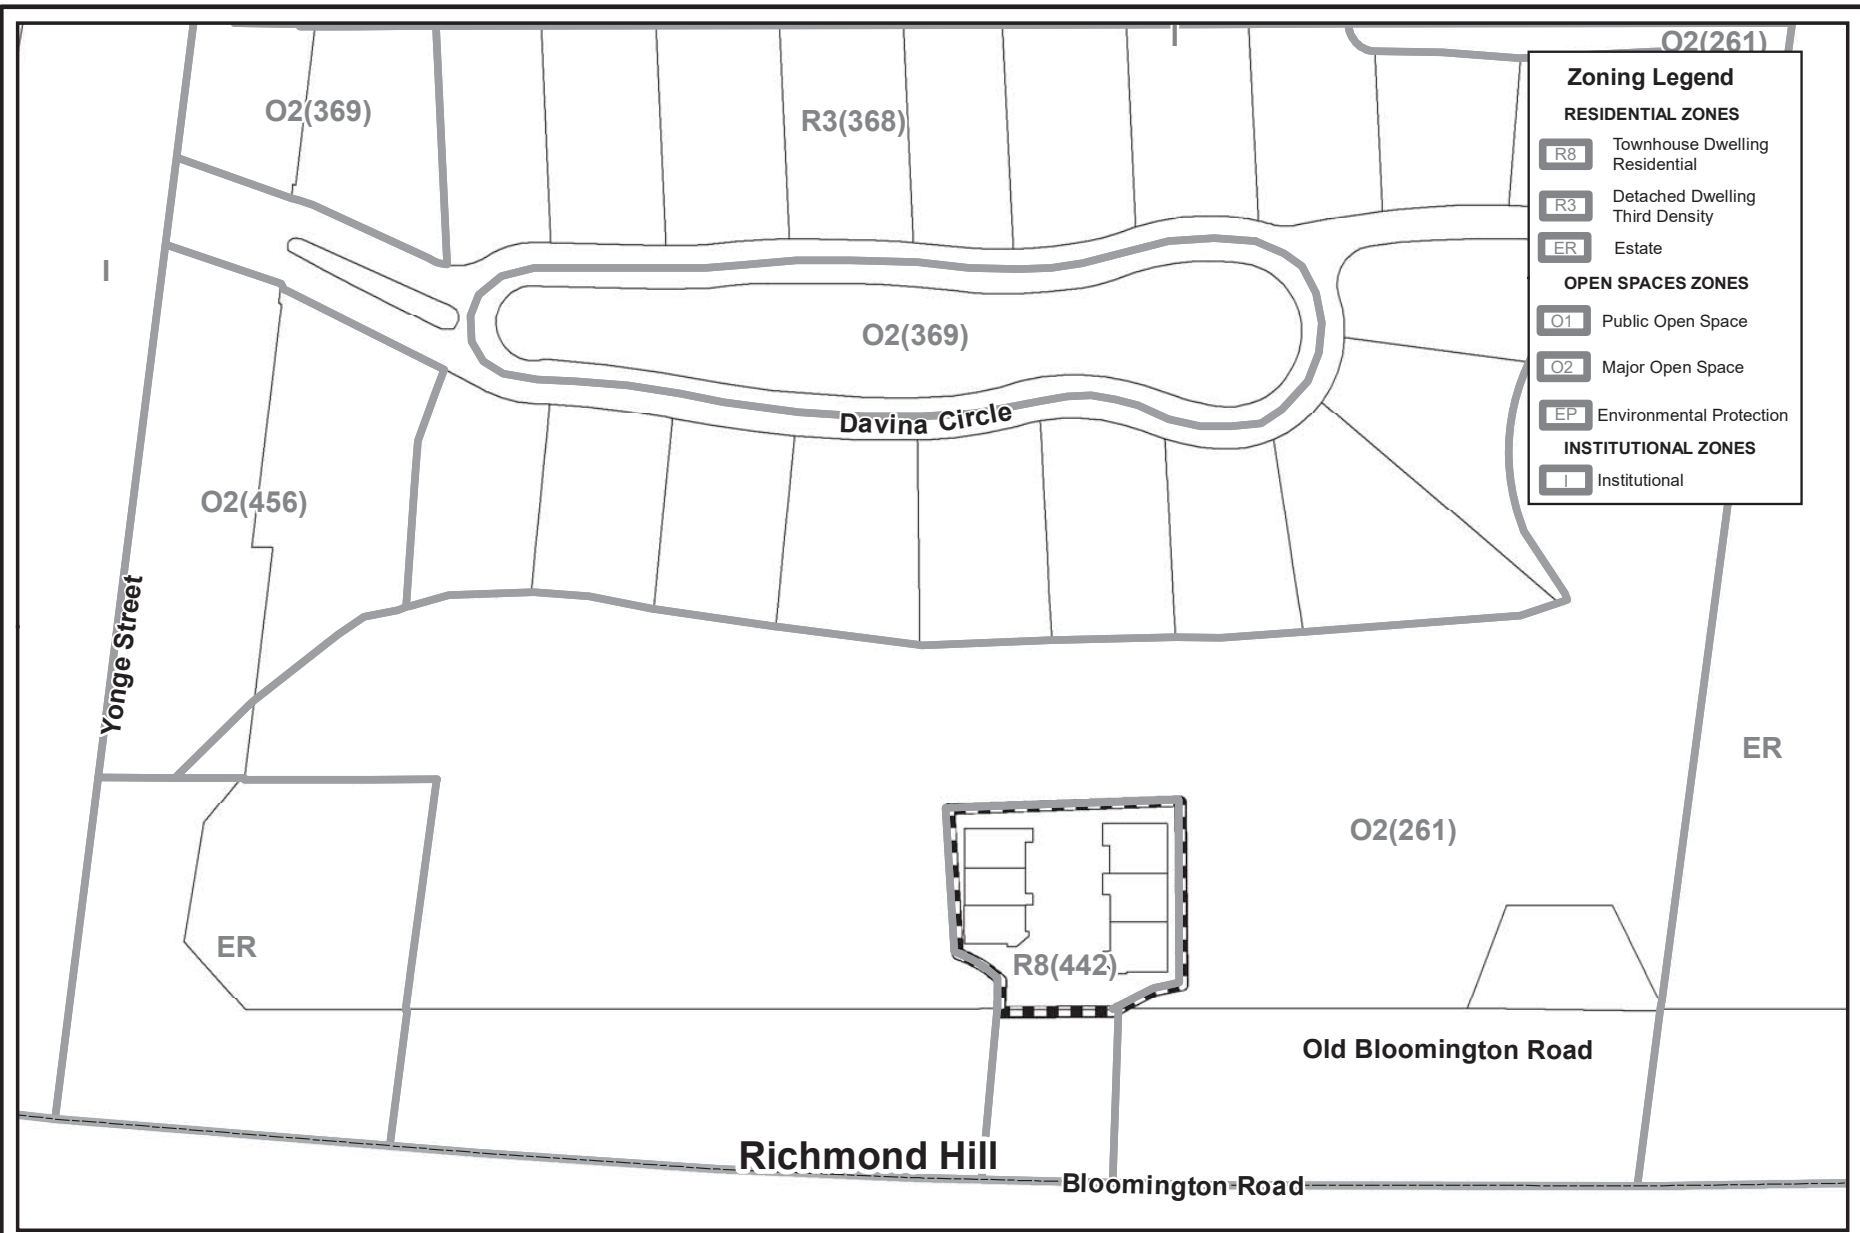 I
O2(261)
O2(369)
R3(368)
Zoning Legend
RESIDENTIAL ZONES
R8
Townhouse Dwelling
Residential
R3
Detached Dwelling
Third Density
ER
Estate
OPEN SPACES ZONES
O1
Public Open Space
O2
Major Open Space
EP
Environmental Protection
INSTITUTIONAL ZONES
I
Institutional
I
O2(369)
Davina Circle
O2(456)
Yonge Street
ER
O2(261)
ER
R8(442)
Old Bloomington Road
Richmond Hill
Bloomington Road